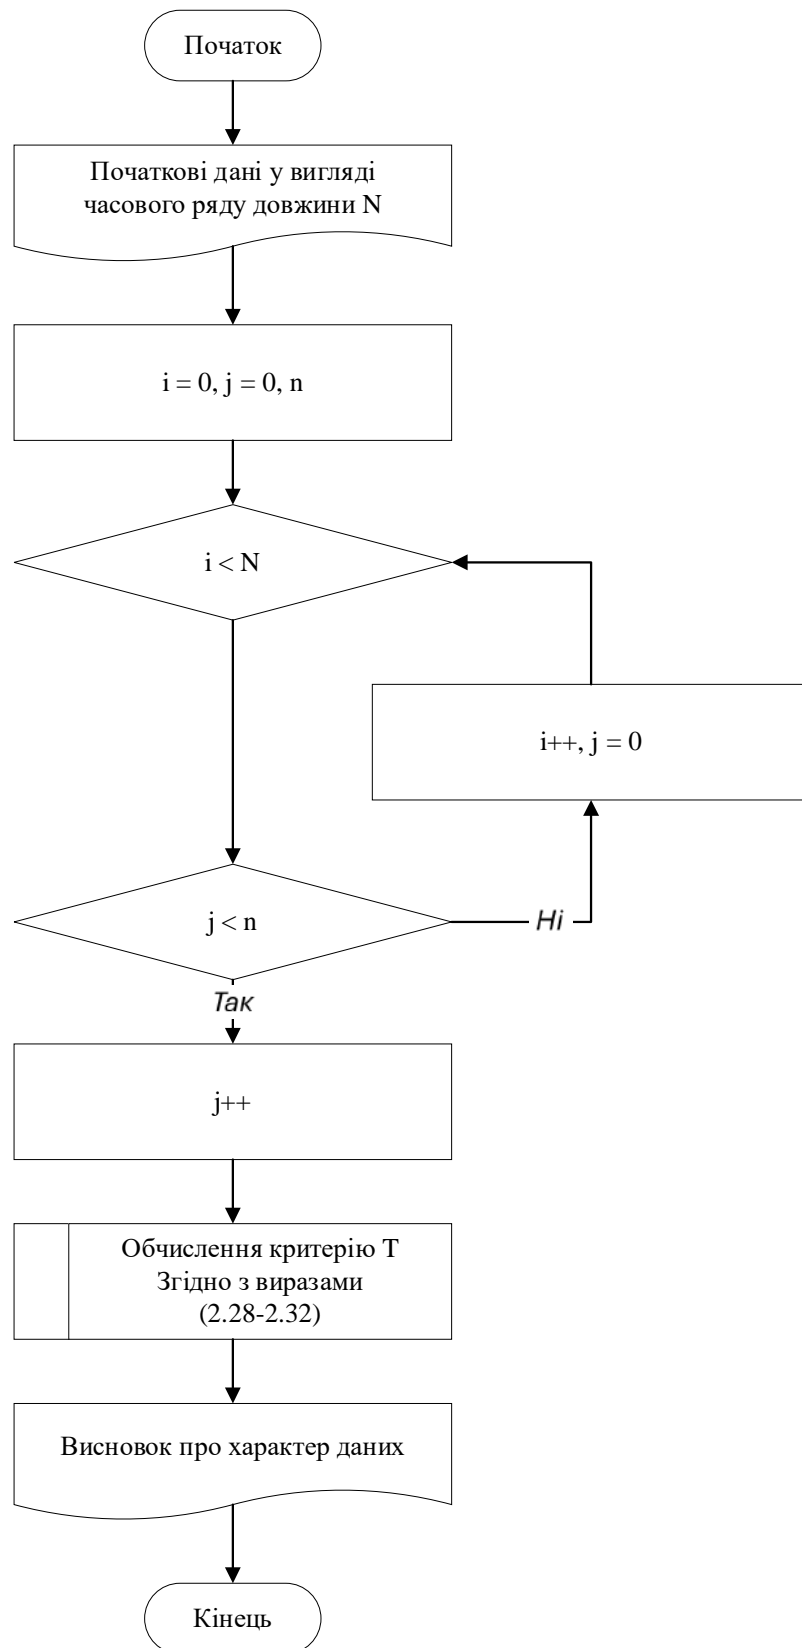 Початок
Початкові дані у вигляді
часового ряду довжини N
i = 0, j = 0, n
i < N
i++, j = 0
j < n
Ні
Так
j++
Обчислення критерію T
Згідно з виразами
(2.28-2.32)
Висновок про характер даних
Кінець